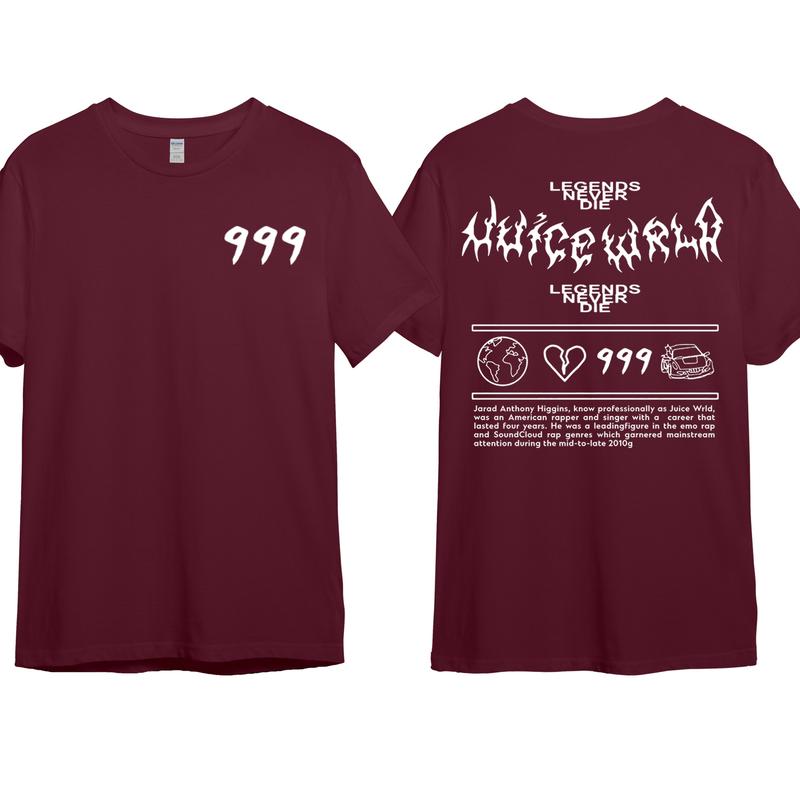 999
LEGENDS
NEVER
DIE
JUICE WRLD
LEGENDS
NEVER
DIE
999
Jarad Anthony Higgins, know professionally as Juice Wrld,
was an American rapper and singer with a career that
lasted four years. He was a leadingfigure in the emo rap
and SoundCloud rap genres which garnered mainstream
attention during the mid-to-late 2010g